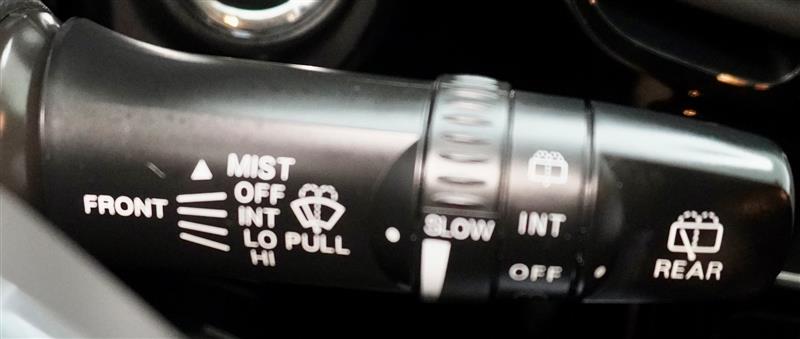 MIST
FRONT
OFF
INT
LO
HI
PULL
SLOW
INT
OFF
REAR